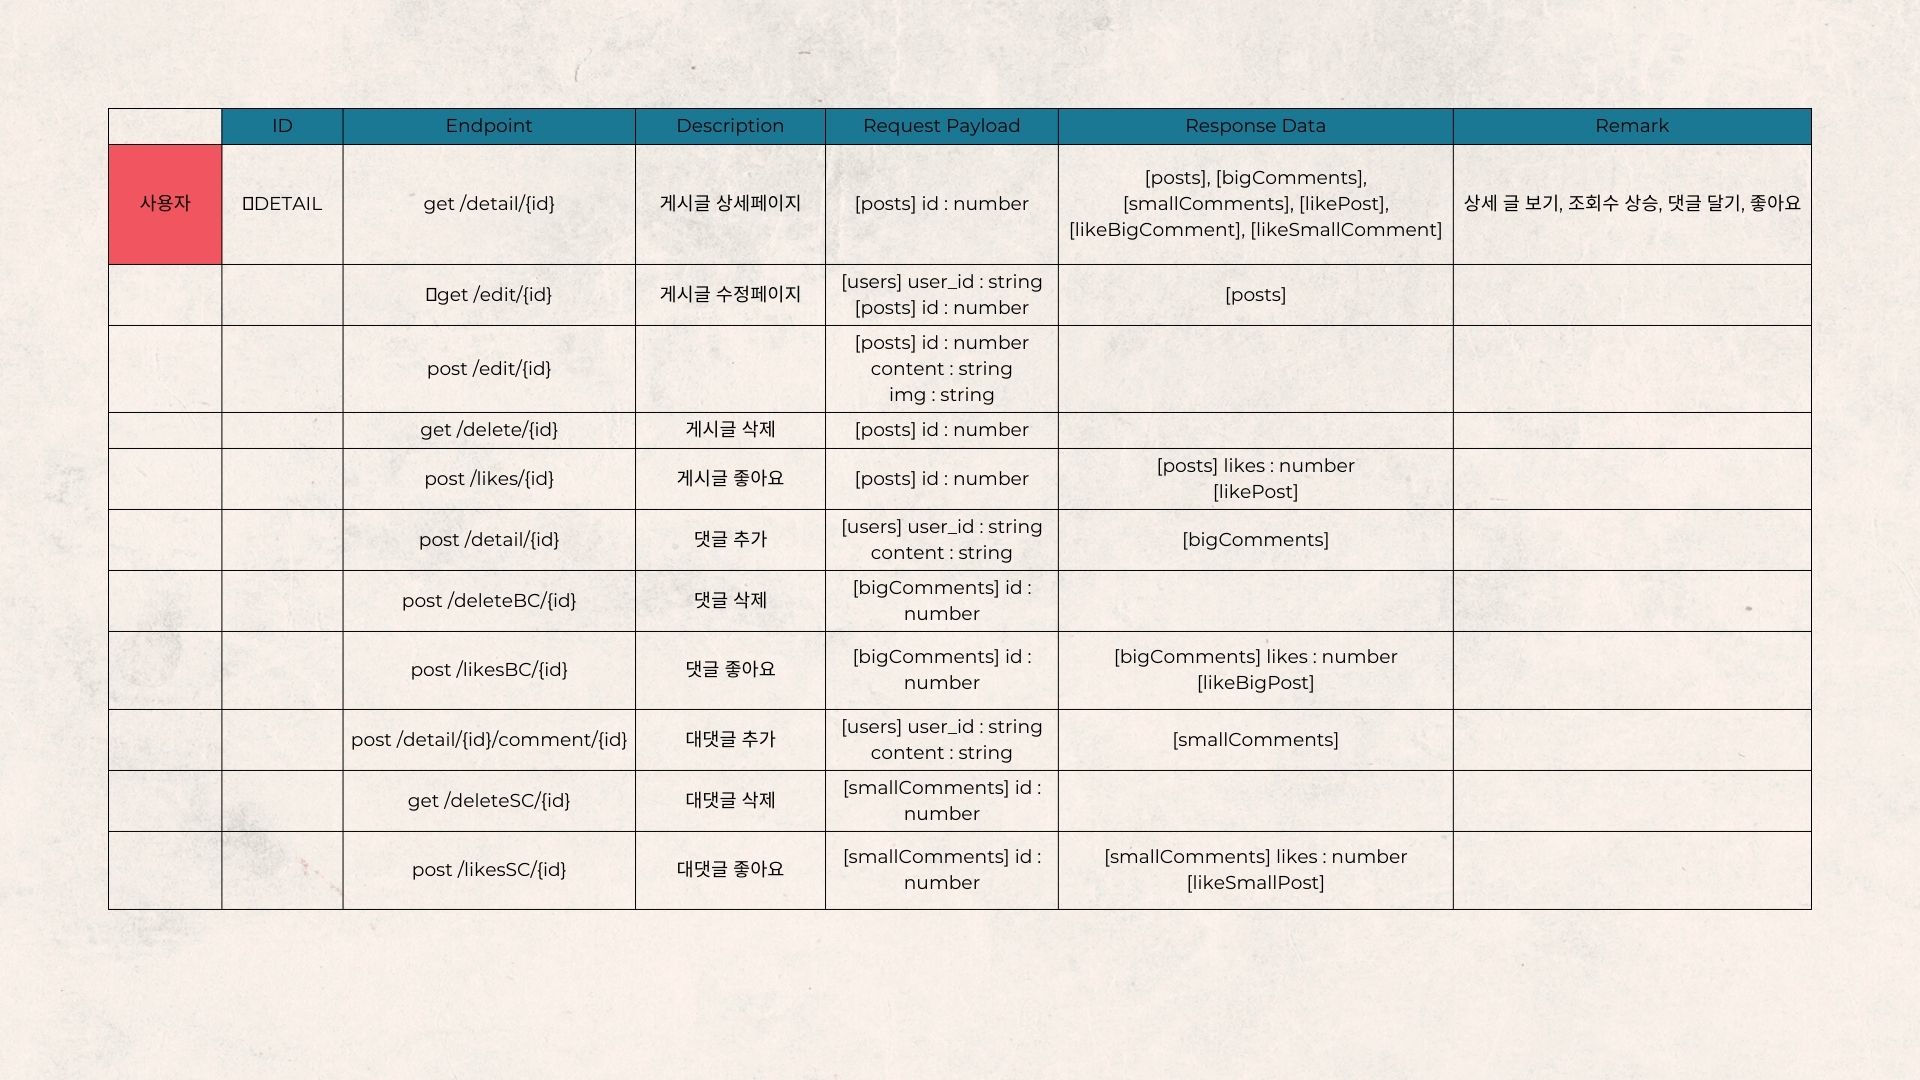 ID Endpoint Description Request Payload Response Data Remark
사용자 DETAIL get /detail/{id} 게시글 상세페이지 [posts] id : number [posts], [bigComments],
[smallComments], [likePost],
[likeBigComment], [likeSmallComment] 상세 글 보기, 조회수 상승, 댓글 달기, 좋아요
get /edit/{id} 게시글 수정페이지 [users] user_id : string
[posts] id : number [posts]
post /edit/{id} [posts] id : number
content : string
img : string
get /delete/{id} 게시글 삭제 [posts] id : number
post /likes/{id} 게시글 좋아요 [posts] id : number [posts] likes : number
[likePost]
post /detail/{id} 댓글 추가 [users] user_id : string
content : string [bigComments]
post /deleteBC/{id} 댓글 삭제 [bigComments] id :
number
post /likesBC/{id} 댓글 좋아요 [bigComments] id :
number [bigComments] likes : number
[likeBigPost]
post /detail/{id}/comment/{id} 대댓글 추가 [users] user_id : string
content : string [smallComments]
get /deleteSC/{id} 대댓글 삭제 [smallComments] id :
number
post /likesSC/{id} 대댓글 좋아요 [smallComments] id :
number [smallComments] likes : number
[likeSmallPost]